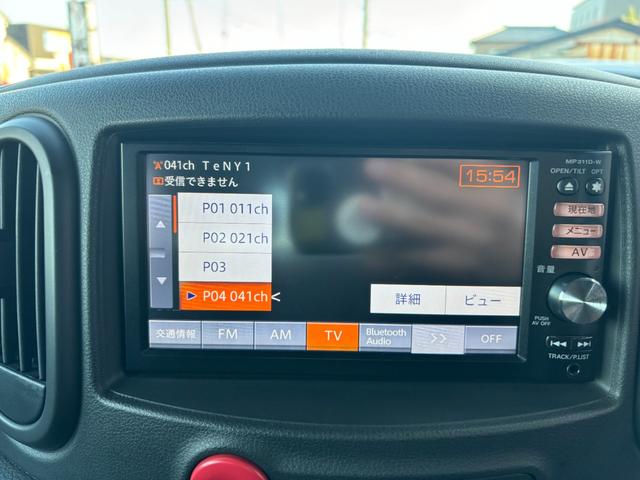 041ch TeNY1
受信できません
15:54
P01 011ch
P02 021ch
P03
P04 041ch
詳細
ビュー
交通情報
FM
AM
TV
Bluetooth Audio
>>
OFF
MP311D-W
OPEN/TILT OPT
現在地
メニュー
AV
音量
PUSH
AV OFF
TRACK/P.LIST